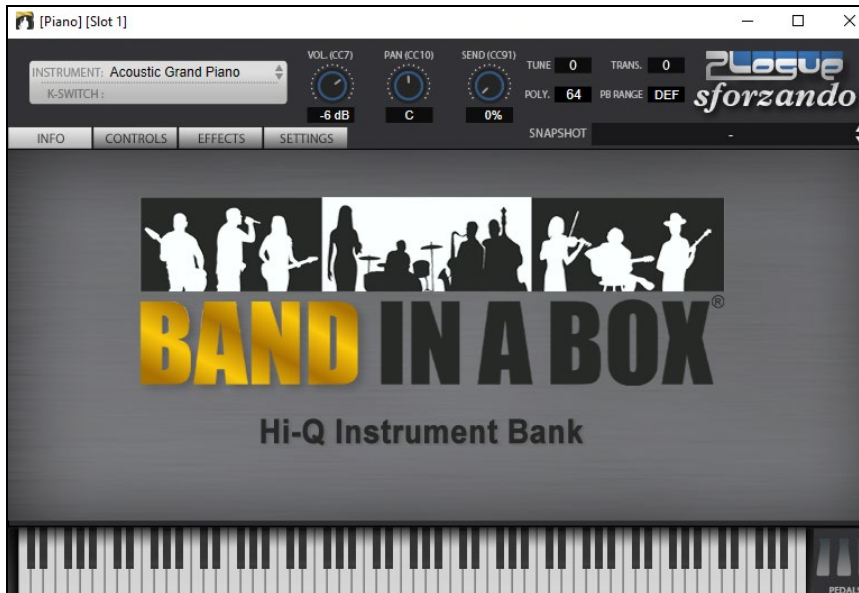 [Piano] [Slot 1]
INSTRUMENT: Acoustic Grand Piano
K-SWITCH :
VOL. (CC7)
-6 dB
PAN (CC10)
C
SEND (CC91)
0%
TUNE 0 TRANS. 0
POLY. 64 PB RANGE DEF
SNAPSHOT -
PLOGUE
sforzando
INFO CONTROLS EFFECTS SETTINGS
BAND IN A BOX®
Hi-Q Instrument Bank